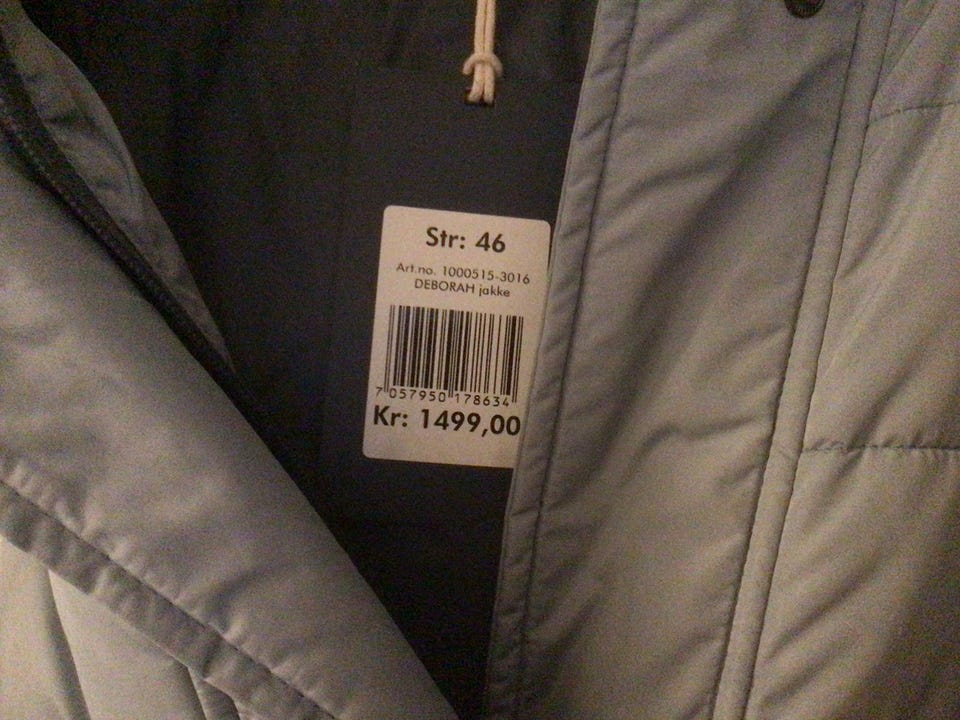 Str: 46
Art.no. 1000515-3016
DEBORAH jakke
7 057950 178634
Kr: 1499,00